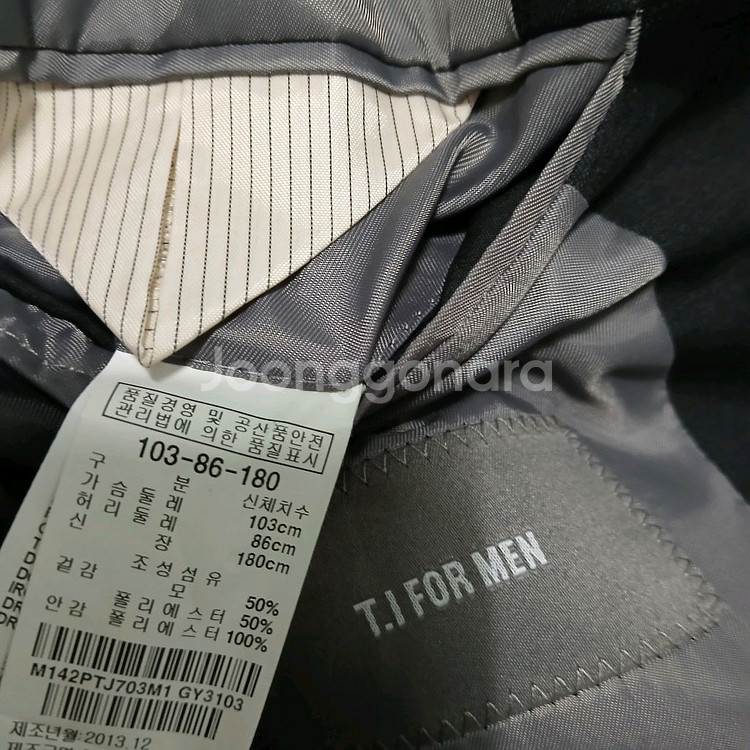 Joonggonara
품질경영 및 공산품안전
관리법에 의한 품질표시
103-86-180
구 분 신체치수
가 슴 둘 레 103cm
허 리 둘 레 86cm
신 장 180cm
겉감 조성섬유
모 50%
폴 리 에 스 터 50%
안감 폴 리 에 스 터 100%
M142PTJ703M1 GY3103
제조년월: 2013.12
T.I FOR MEN